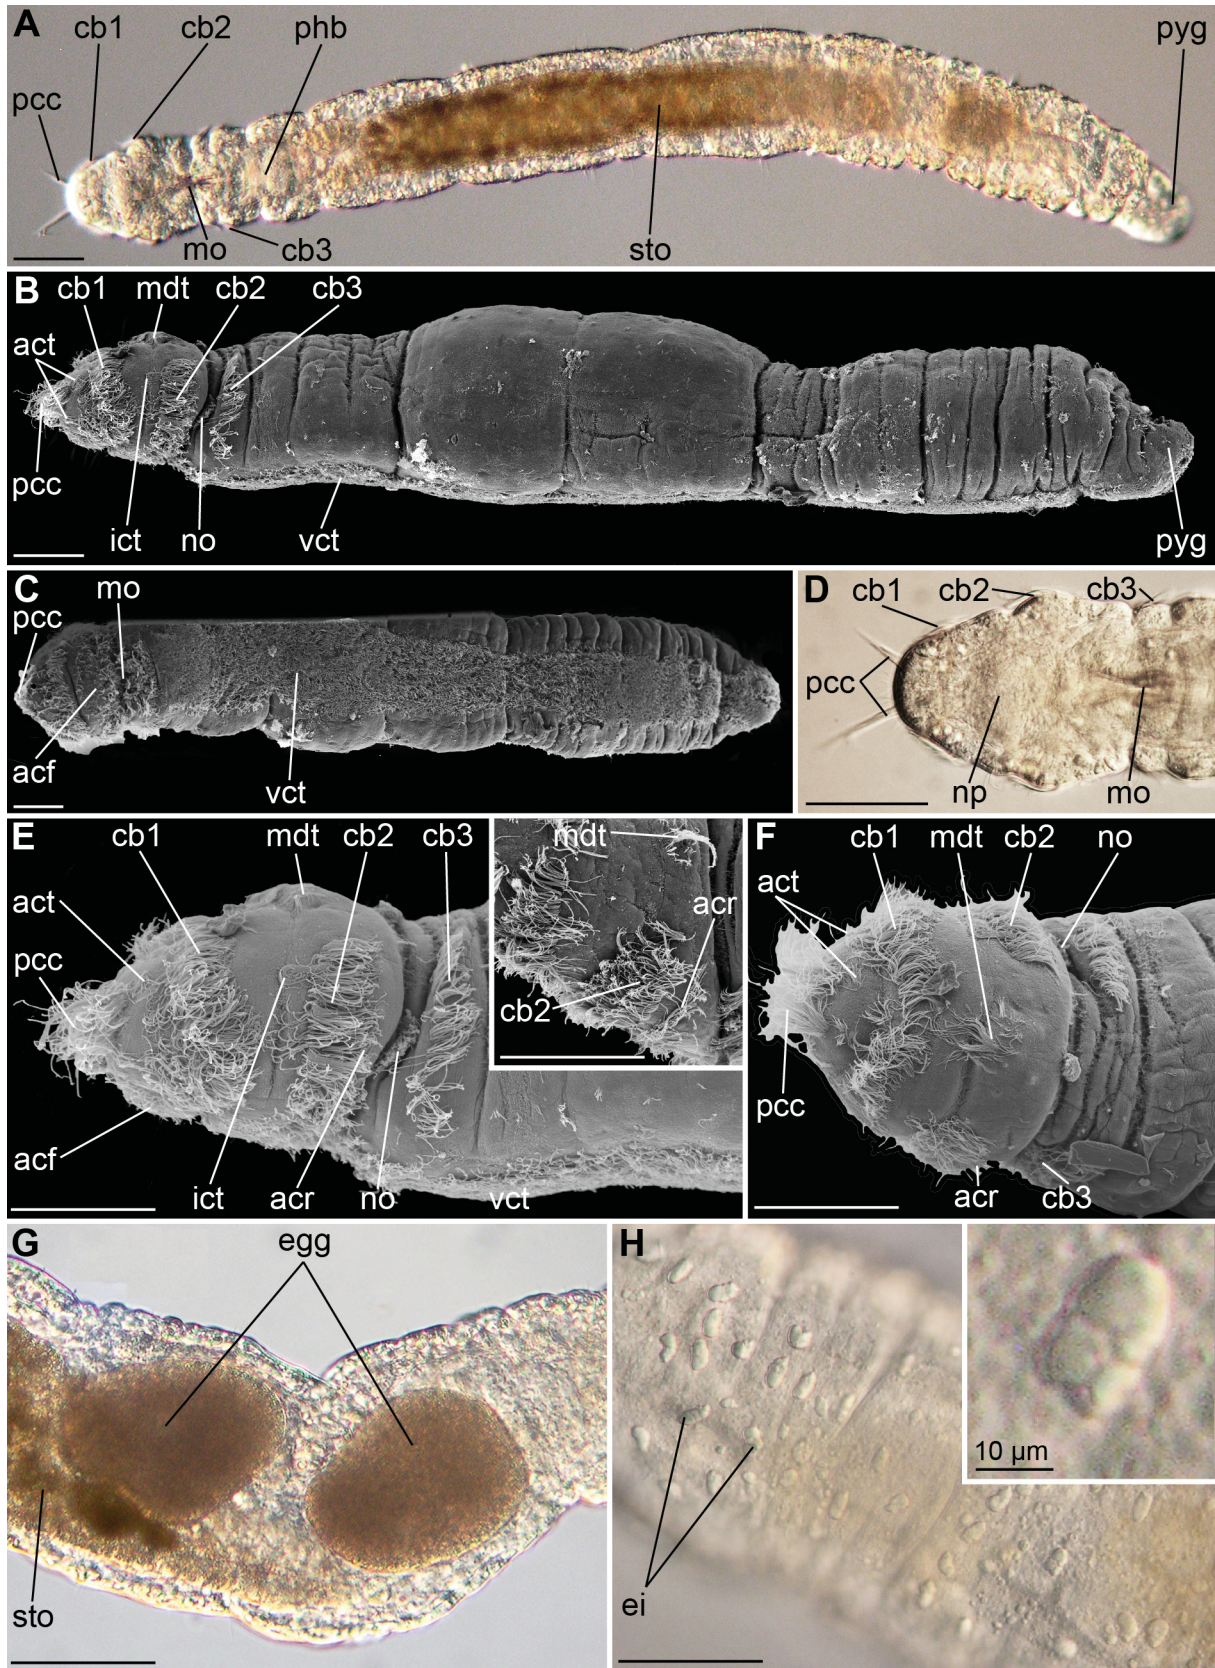 A
cb1 cb2 phb pyg
pcc
mo cb3 sto
B
cb1 mdt cb2 cb3
act
pcc
ict no vct pyg
C
mo
pcc
acf
vct
D
cb1 cb2 cb3
pcc
np mo
E
cb1 mdt cb2 cb3
act
pcc
acf
ict acr no vct
mdt
acr
cb2
F
cb1 mdt cb2 no
act
pcc
acr cb3
G
egg
sto
H
ei
10 µm